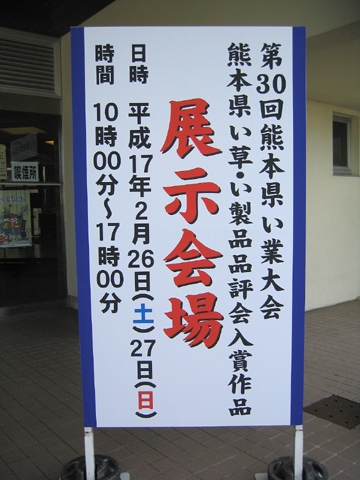 第30回熊本県い業大会
熊本県い草・い製品品評会入賞作品
展示会場
日時 平成17年2月26日(土)27日(日)
時間 10時00分～17時00分
喫煙所